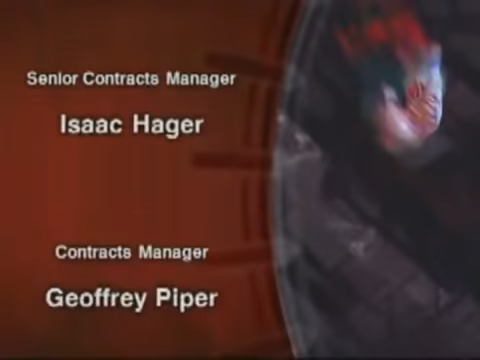 Senior Contracts Manager
Isaac Hager
Contracts Manager
Geoffrey Piper